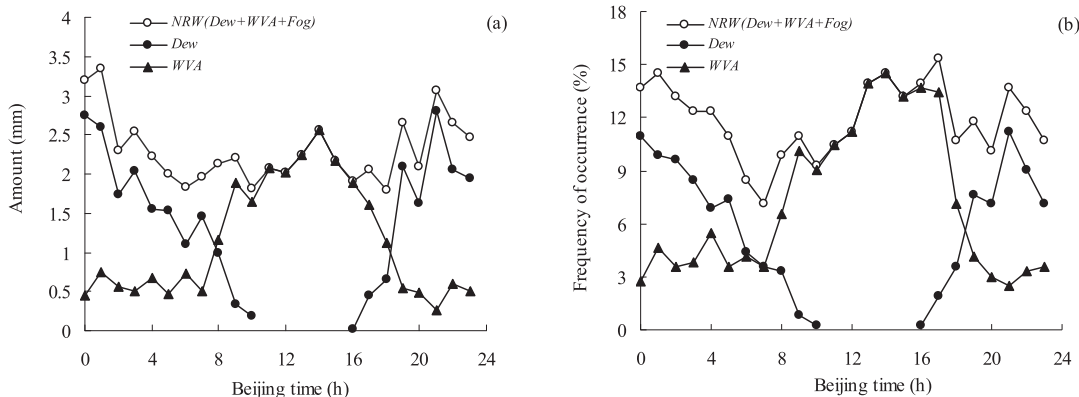 (a)
NRW(Dew+WVA+Fog)
Dew
WVA
4
3.5
3
2.5
2
1.5
1
0.5
0
Amount (mm)
0 4 8 12 16 20 24
Beijing time (h)
(b)
NRW(Dew+WVA+Fog)
Dew
WVA
18
15
12
9
6
3
0
Frequency of occurrence (%)
0 4 8 12 16 20 24
Beijing time (h)